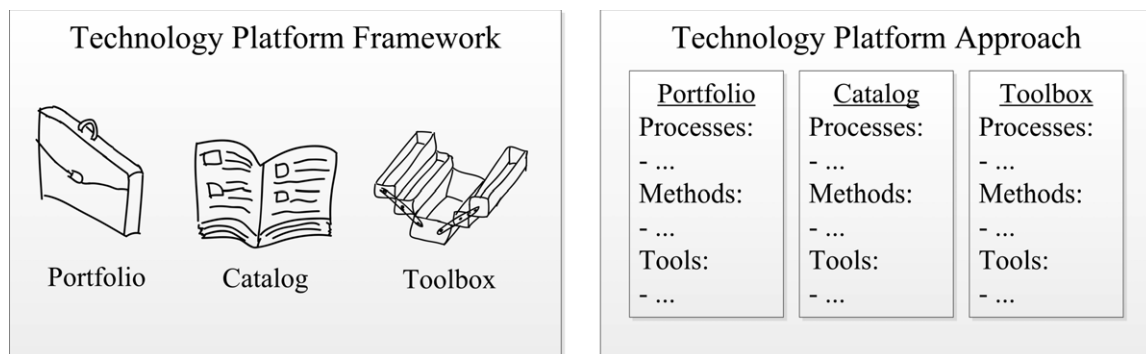 Technology Platform Framework
Portfolio
Catalog
Toolbox
Technology Platform Approach
Portfolio
Processes:
- ...
Methods:
- ...
Tools:
- ...
Catalog
Processes:
- ...
Methods:
- ...
Tools:
- ...
Toolbox
Processes:
- ...
Methods:
- ...
Tools:
- ...